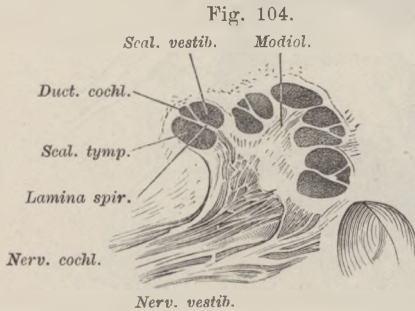 Fig. 104.
Scal. vestib. Modiol.
Duct. cochl.
Scal. tymp.
Lamina spir.
Nerv. cochl.
Nerv. vestib.